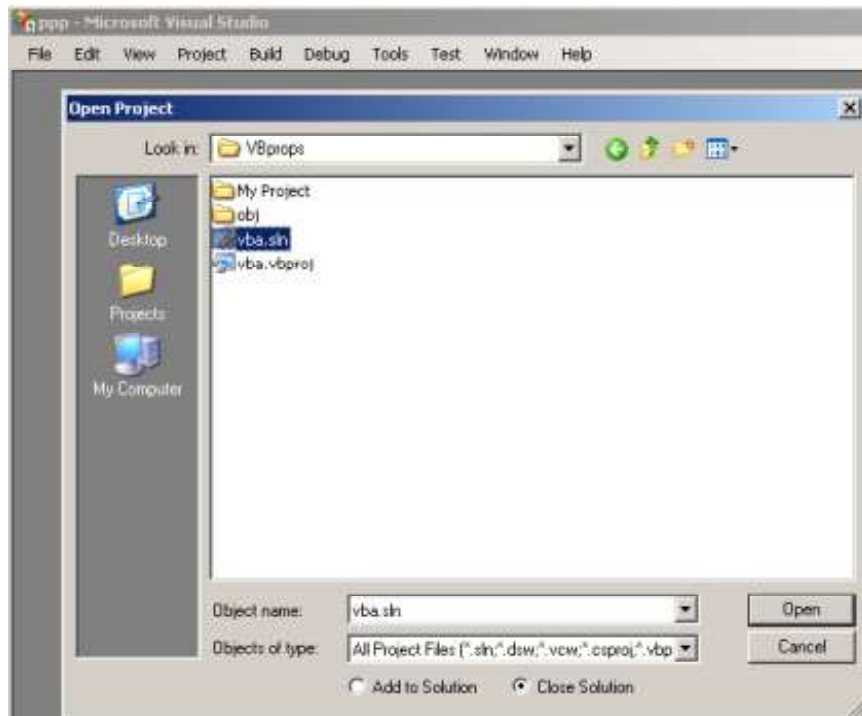 ppp - Microsoft Visual Studio
File Edit View Project Build Debug Tools Test Window Help
Open Project
Look in: VBprops
My Project
obj
vba.sln
vba.vbproj
Desktop
Projects
My Computer
Object name: vba.sln Open
Objects of type: All Project Files (*.sln;*.dsw;*.vcw;*.csproj;*.vbp Cancel
Add to Solution Close Solution